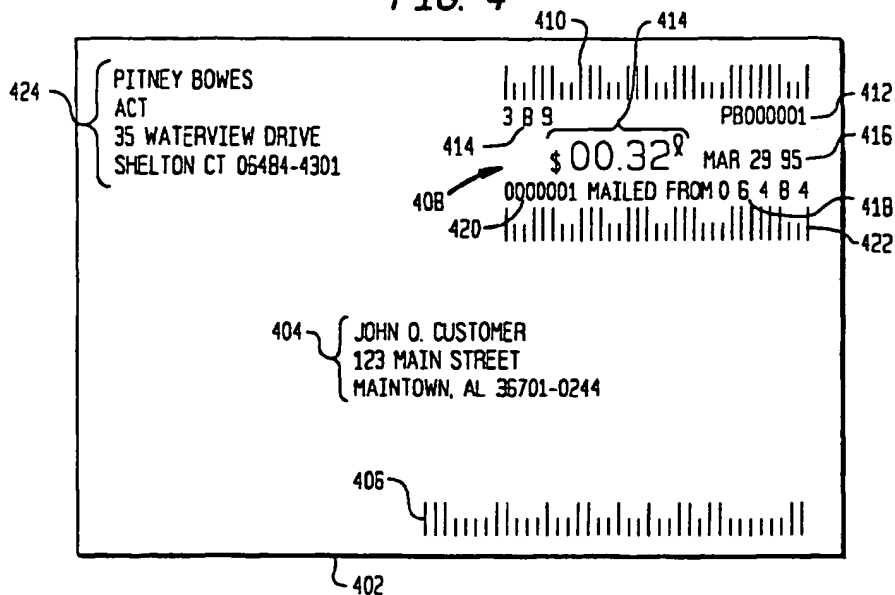 FIG. 4
410
414
424
PITNEY BOWES
ACT
35 WATERVIEW DRIVE
SHELTON CT 06484-4301
3 B 9
PB000001
412
414
$ 00.32
MAR 29 95
416
408
0000001 MAILED FROM 0 6 4 8 4
418
420
422
404
JOHN Q. CUSTOMER
123 MAIN STREET
MAINTOWN, AL 36701-0244
406
402